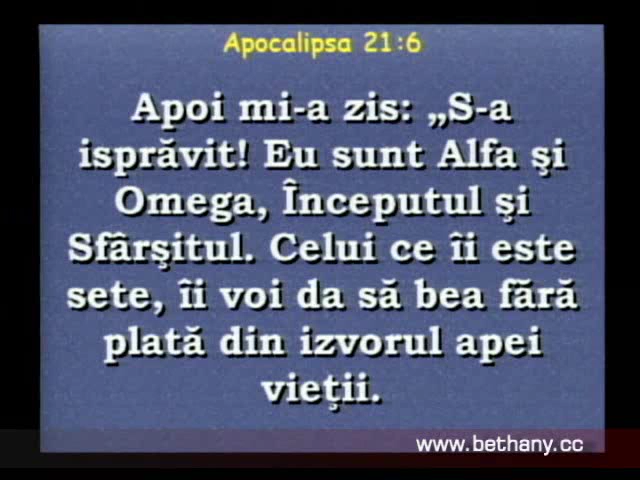 Apocalipsa 21:6
Apoi mi-a zis: „S-a
isprăvit! Eu sunt Alfa şi
Omega, Începutul şi
Sfârşitul. Celui ce îi este
sete, îi voi da să bea fără
plată din izvorul apei
vieţii.
www.bethany.cc